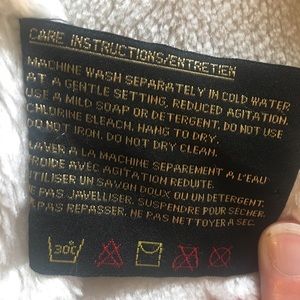 CARE INSTRUCTIONS/ENTRETIEN
MACHINE WASH SEPARATELY IN COLD WATER
AT A GENTLE SETTING, REDUCED AGITATION.
USE A MILD SOAP OR DETERGENT. DO NOT USE
CHLORINE BLEACH. HANG TO DRY.
DO NOT IRON. DO NOT DRY CLEAN.
LAVER A LA MACHINE SEPAREMENT A L'EAU
FROIDE AVEC AGITATION REDUITE.
UTILISER UN SAVON DOUX OU UN DETERGENT.
NE PAS JAVELLISER. SUSPENDRE POUR SECHER.
NE PAS REPASSER. NE PAS NETTOYER A SEC.
30C